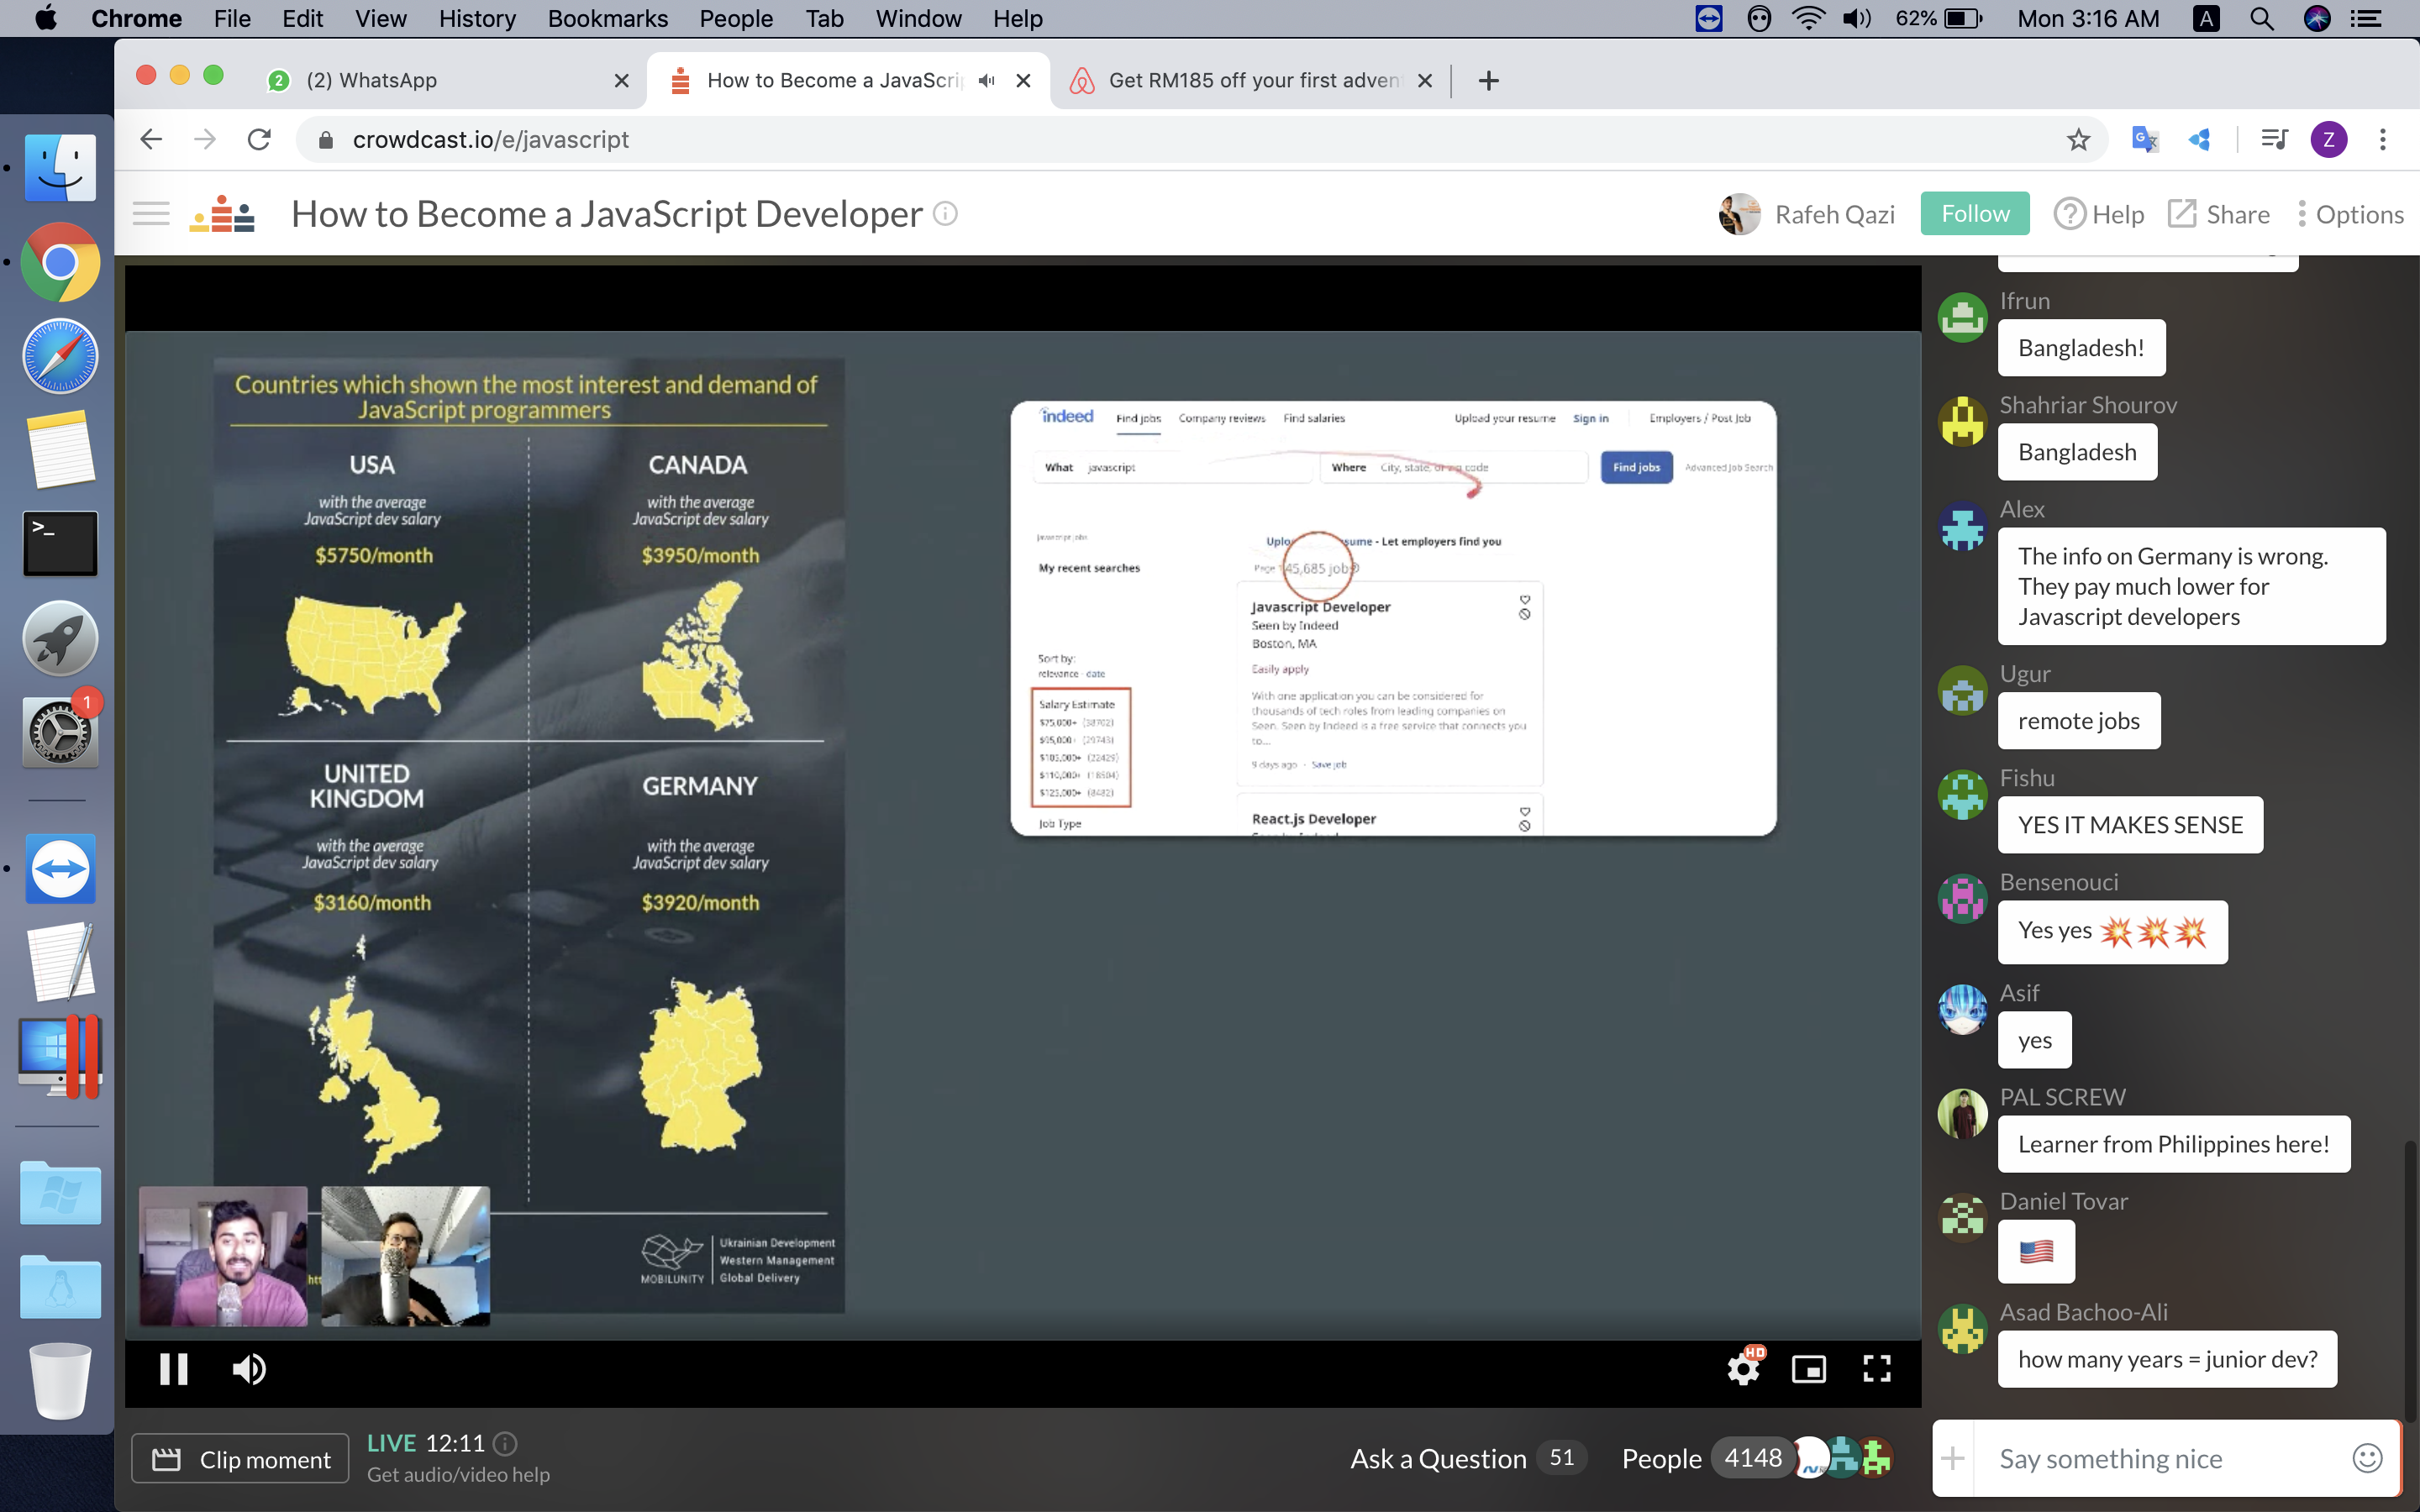 Chrome File Edit View History Bookmarks People Tab Window Help
62% Mon 3:16 AM A
2 (2) WhatsApp
How to Become a JavaScri
Get RM185 off your first adven
crowdcast.io/e/javascript
Z
How to Become a JavaScript Developer
Rafeh Qazi Follow Help Share Options
Countries which shown the most interest and demand of
JavaScript programmers
USA
with the average
JavaScript dev salary
$5750/month
CANADA
with the average
JavaScript dev salary
$3950/month
UNITED
KINGDOM
with the average
JavaScript dev salary
$3160/month
GERMANY
with the average
JavaScript dev salary
$3920/month
MOBILUNITY
Ukrainian Development
Western Management
Global Delivery
indeed Find jobs Company reviews Find salaries Upload your resume Sign in Employers / Post Job
What javascript Where City, state, or zip code Find jobs Advanced Job Search
javascript jobs
My recent searches
Uplo sume - Let employers find you
Page 45,685 jobs
Javascript Developer
Seen by Indeed
Boston, MA
Easily apply
With one application you can be considered for
thousands of tech roles from leading companies on
Seen. Seen by Indeed is a free service that connects you
to...
9 days ago - Save job
Sort by:
relevance - date
Salary Estimate
$75,000+ (38702)
$95,000+ (29743)
$105,000+ (22429)
$110,000+ (18504)
$125,000+ (8482)
Job Type
React.js Developer
Ifrun
Bangladesh!
Shahriar Shourov
Bangladesh
Alex
The info on Germany is wrong.
They pay much lower for
Javascript developers
Ugur
remote jobs
Fishu
YES IT MAKES SENSE
Bensenouci
Yes yes 💥💥💥
Asif
yes
PAL SCREW
Learner from Philippines here!
Daniel Tovar
🇺🇸
Asad Bachoo-Ali
how many years = junior dev?
HD
Clip moment
LIVE 12:11
Get audio/video help
Ask a Question 51 People 4148
Say something nice
1